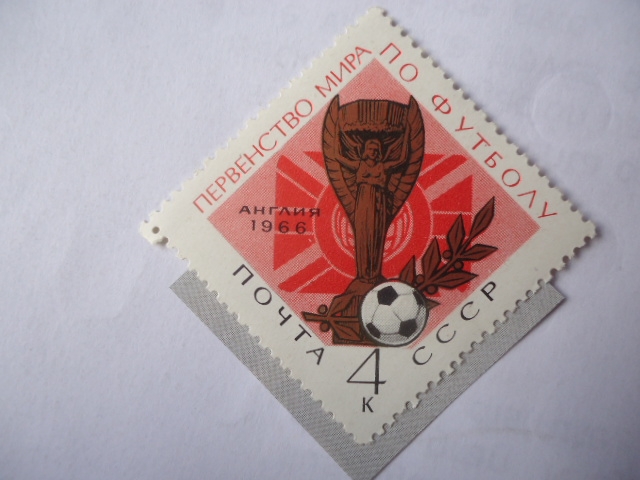 ПЕРВЕНСТВО МИРА
ПО ФУТБОЛУ
АНГЛИЯ
1966
ПОЧТА
СССР
4
К